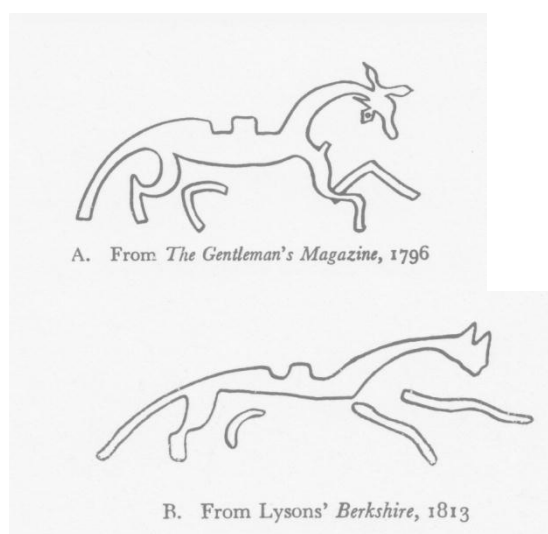 A. From The Gentleman's Magazine, 1796
B. From Lysons' Berkshire, 1813